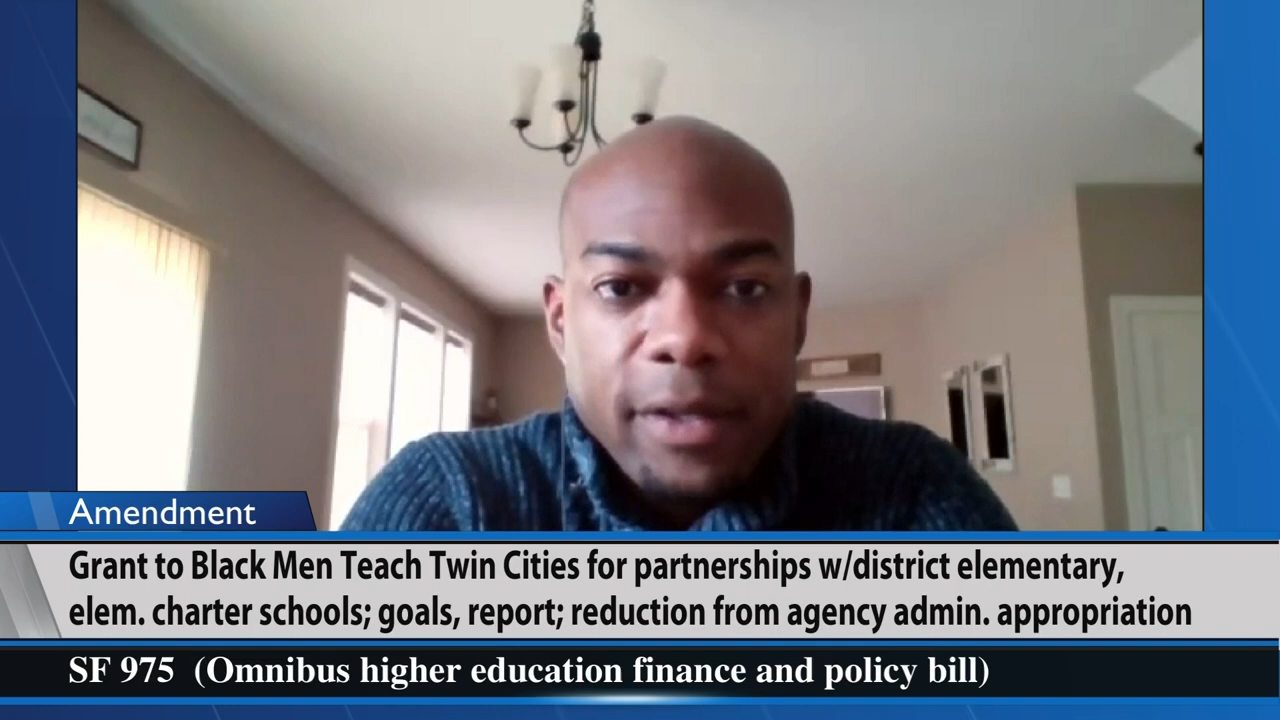 Amendment
Grant to Black Men Teach Twin Cities for partnerships w/district elementary,
elem. charter schools; goals, report; reduction from agency admin. appropriation
SF 975 (Omnibus higher education finance and policy bill)